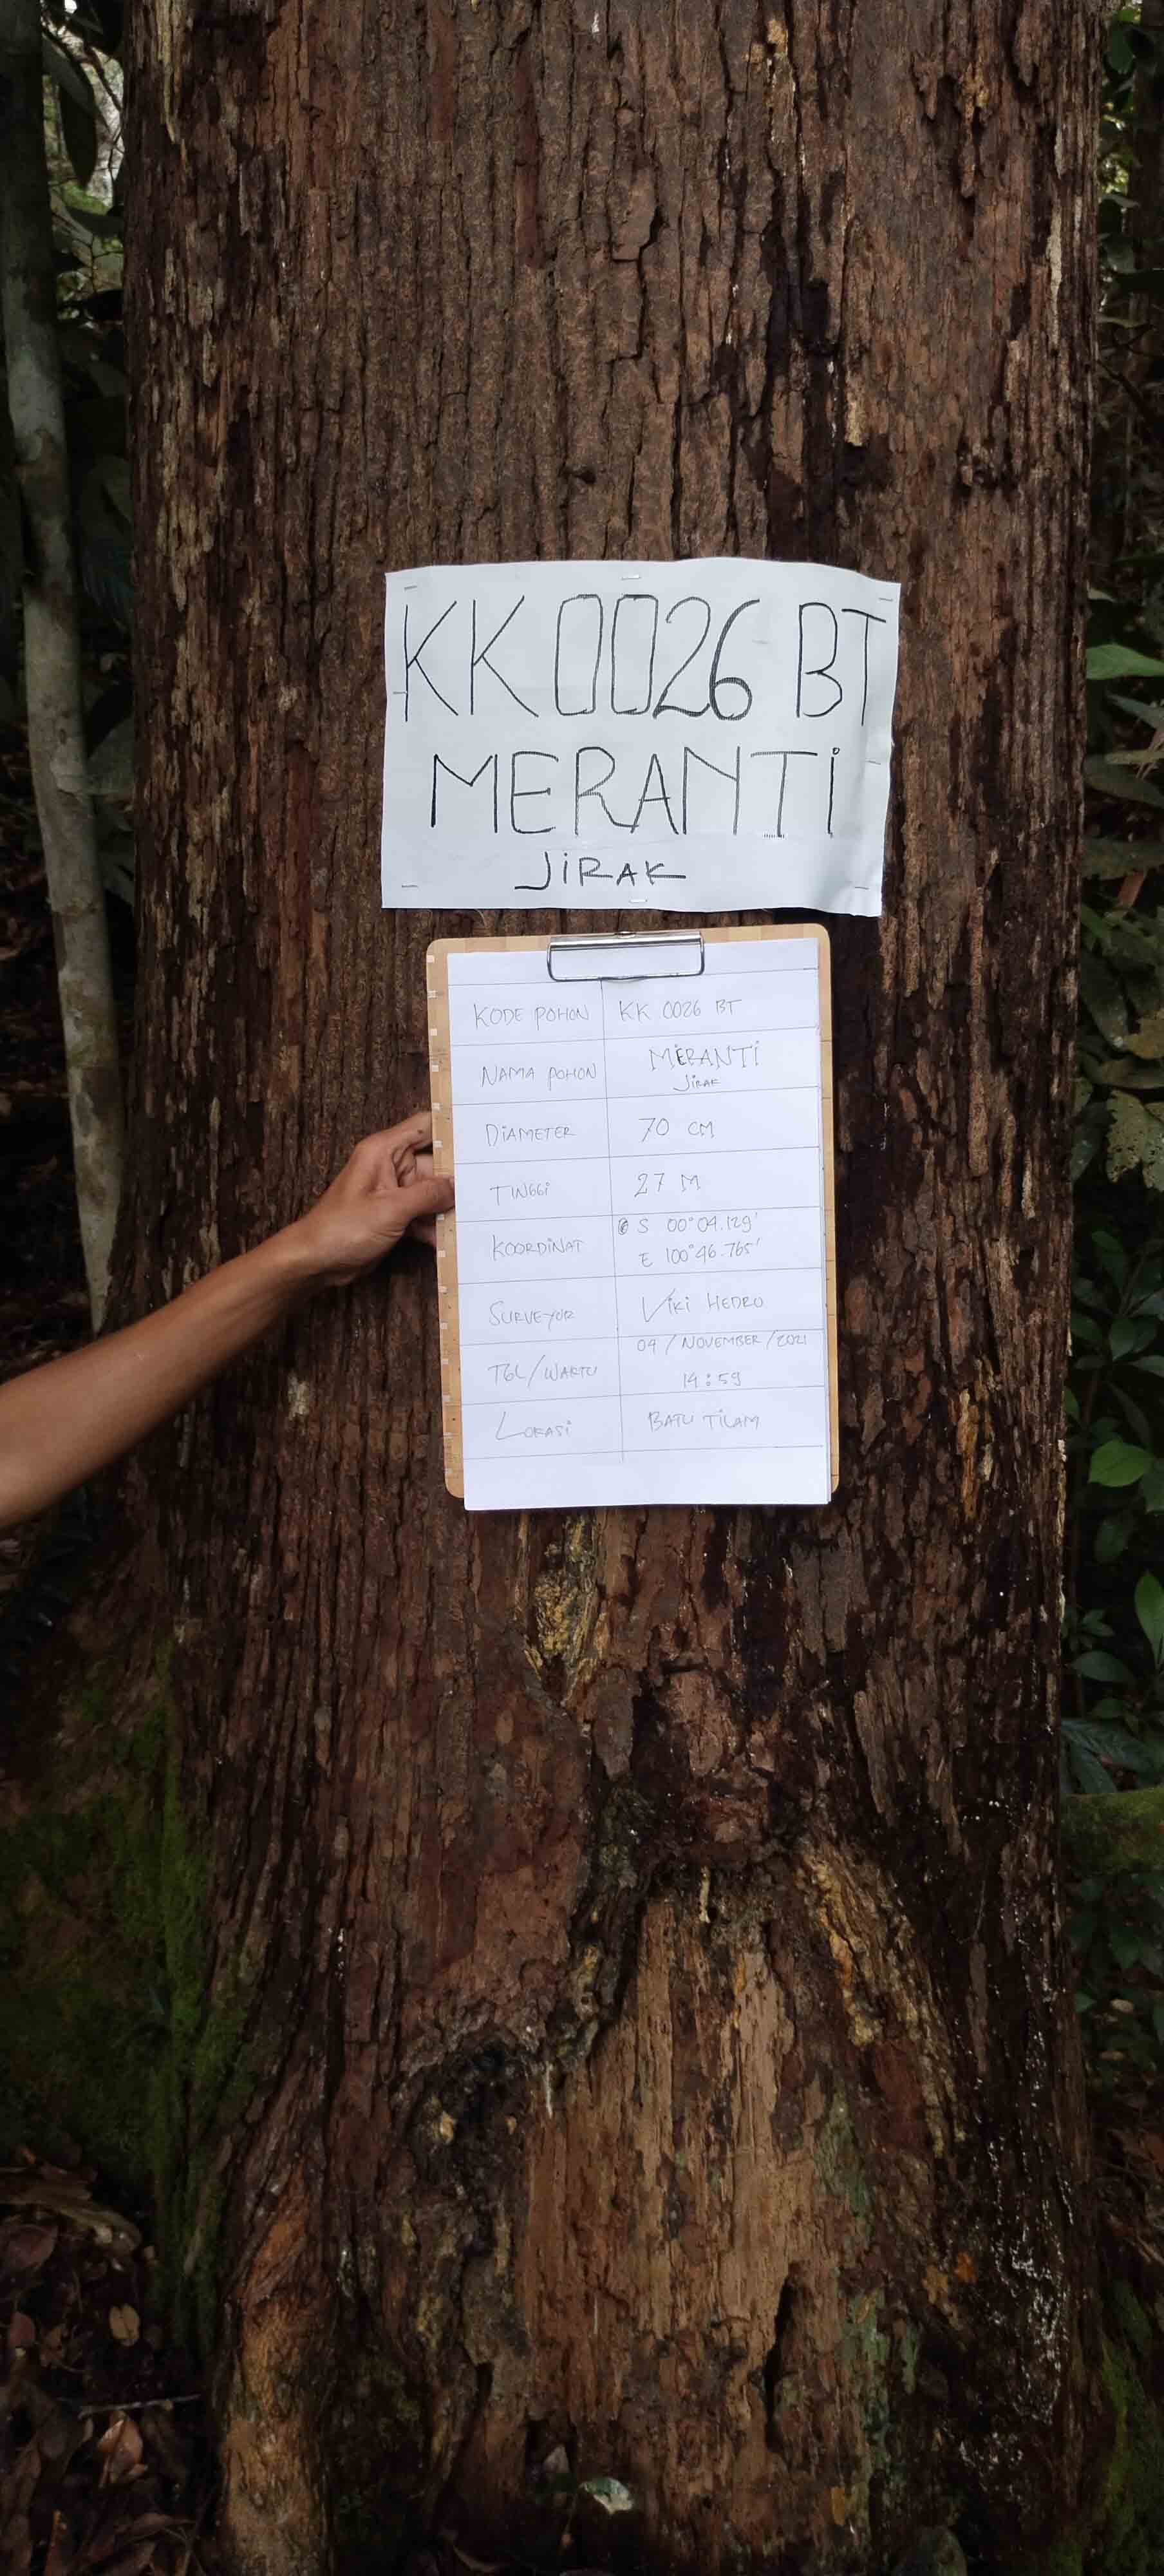 KK 0026 BT
MERANTi
JiRAK
KODE POHON KK 0026 BT
NAMA POHON MERANTi
JiRAK
DiAMETER 70 CM
TiNGGi 27 M
S 00°04.129'
KOORDiNAT E 100°46.765'
SURVEYOR ViKi HEDRO
04 / NOVEMBER / 2021
TGL/WAKTU 14:59
LOKASi BATU TiLAM